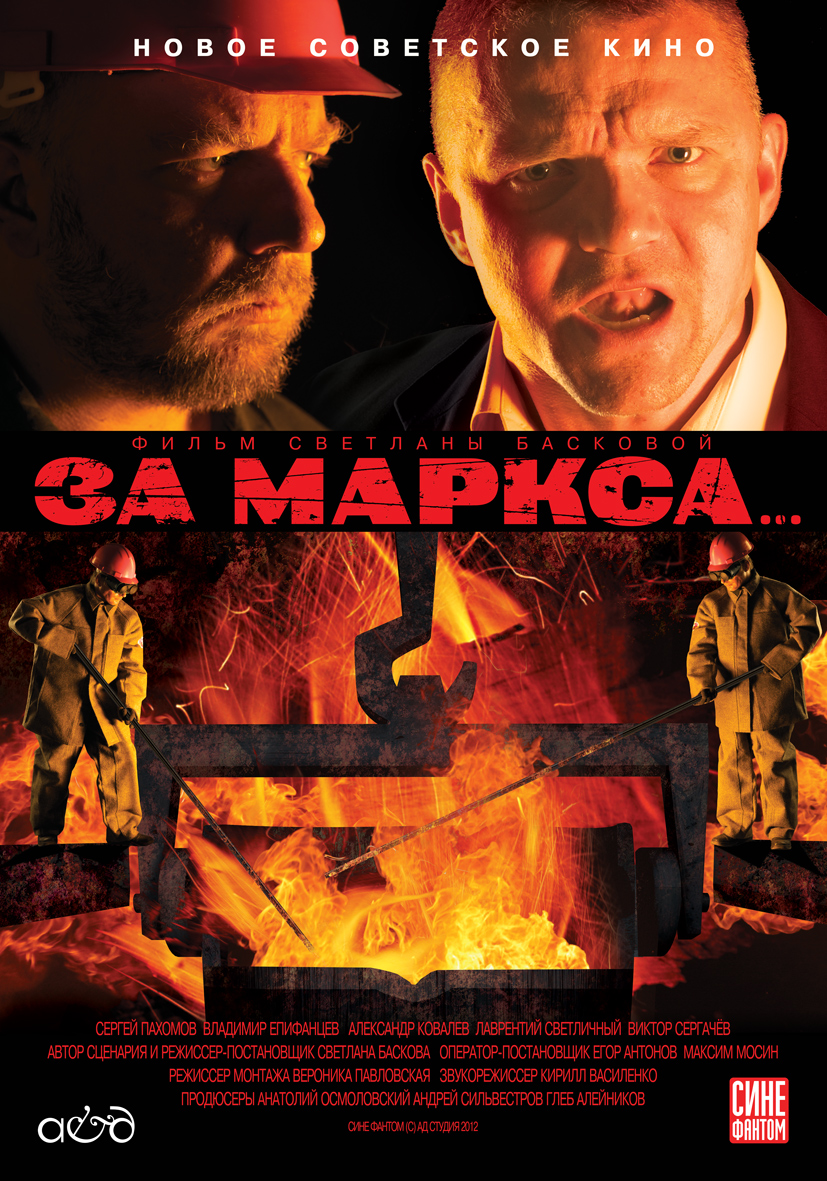 НОВОЕ СОВЕТСКОЕ КИНО
ФИЛЬМ СВЕТЛАНЫ БАСКОВОЙ
ЗА МАРКСА...
СЕРГЕЙ ПАХОМОВ ВЛАДИМИР ЕПИФАНЦЕВ АЛЕКСАНДР КОВАЛЕВ ЛАВРЕНТИЙ СВЕТЛИЧНЫЙ ВИКТОР СЕРГАЧЁВ
АВТОР СЦЕНАРИЯ И РЕЖИССЕР-ПОСТАНОВЩИК СВЕТЛАНА БАСКОВА ОПЕРАТОР-ПОСТАНОВЩИК ЕГОР АНТОНОВ МАКСИМ МОСИН
РЕЖИССЕР МОНТАЖА ВЕРОНИКА ПАВЛОВСКАЯ ЗВУКОРЕЖИССЕР КИРИЛЛ ВАСИЛЕНКО
ПРОДЮСЕРЫ АНАТОЛИЙ ОСМОЛОВСКИЙ АНДРЕЙ СИЛЬВЕСТРОВ ГЛЕБ АЛЕЙНИКОВ
СИНЕ ФАНТОМ (С) АД СТУДИЯ 2012
a&д
СИНЕ
ФАНТОМ